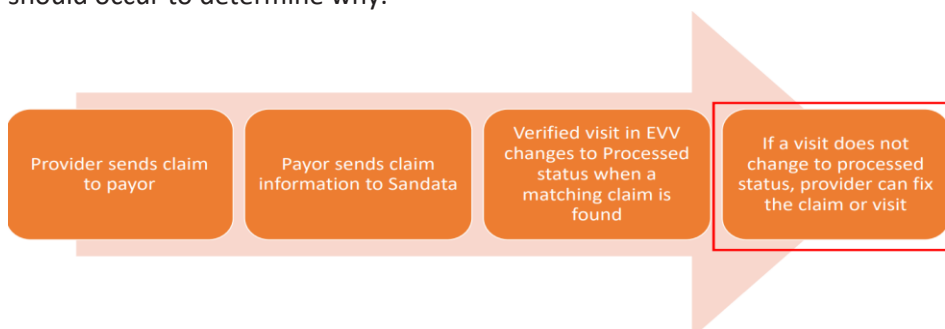 should occur to determine why.
Provider sends claim
to payor
Payor sends claim
information to Sandata
Verified visit in EVV
changes to Processed
status when a
matching claim is
found
If a visit does not
change to processed
status, provider can fix
the claim or visit